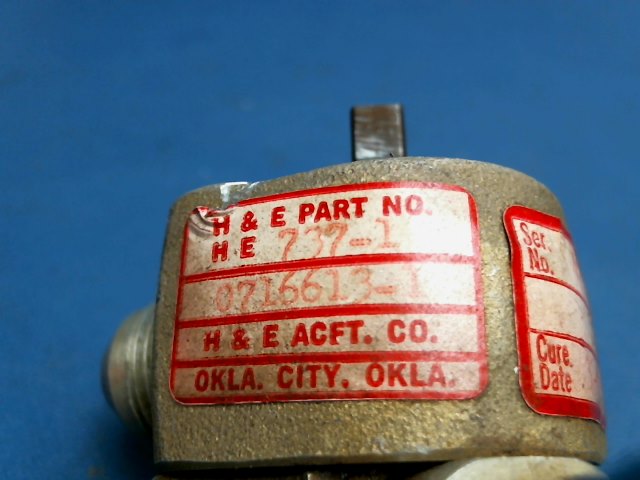 H & E PART NO.
HE 737-1
0716613-1
H & E ACFT. CO.
OKLA. CITY, OKLA.
Ser.
No.
Cure
Date